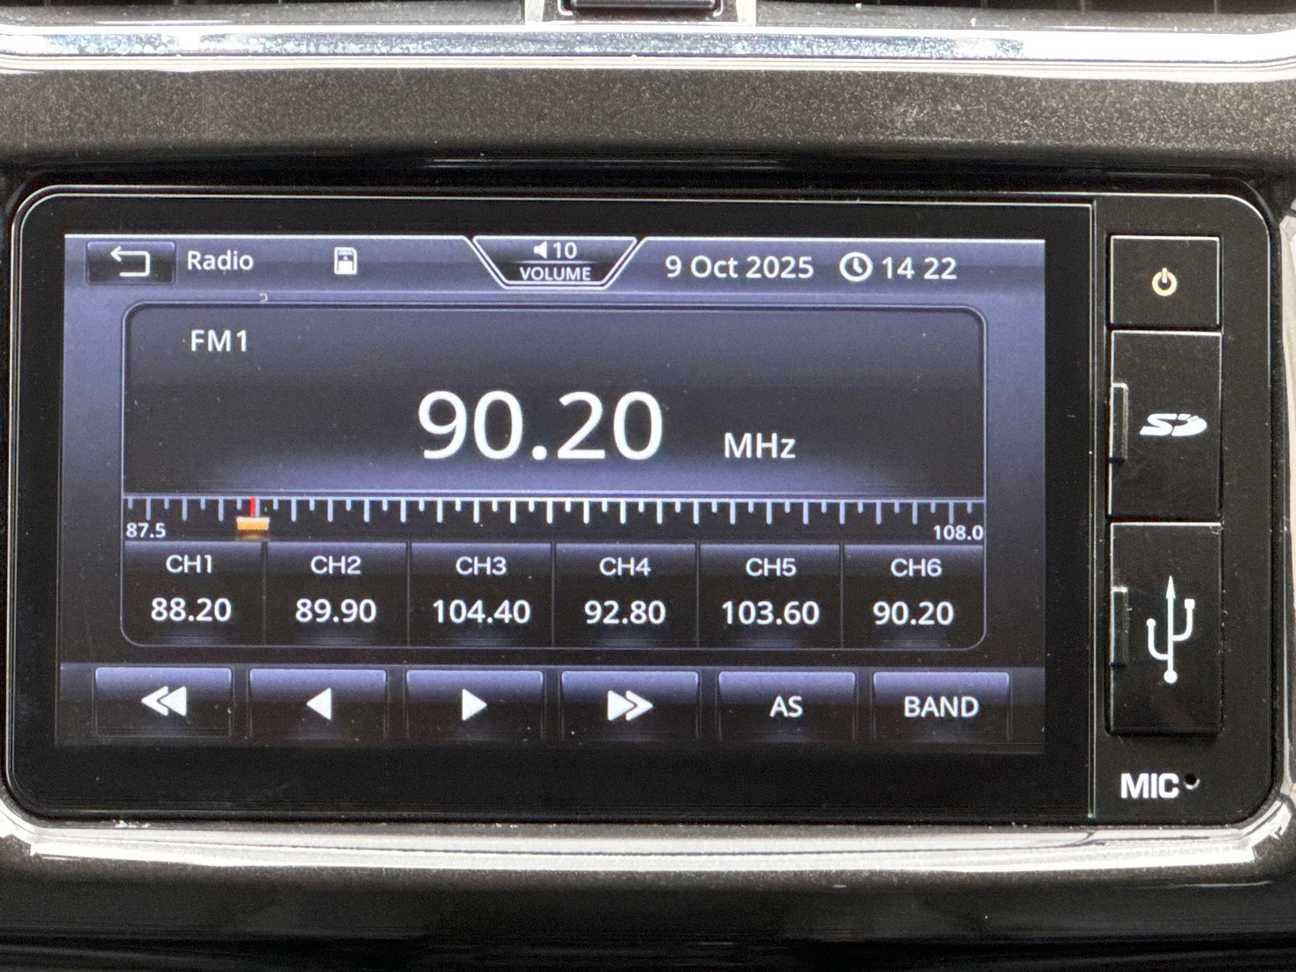 Radio
10
VOLUME
9 Oct 2025
14 22
FM1
90.20 MHz
87.5
108.0
CH1 CH2 CH3 CH4 CH5 CH6
88.20 89.90 104.40 92.80 103.60 90.20
AS BAND
SD
MIC